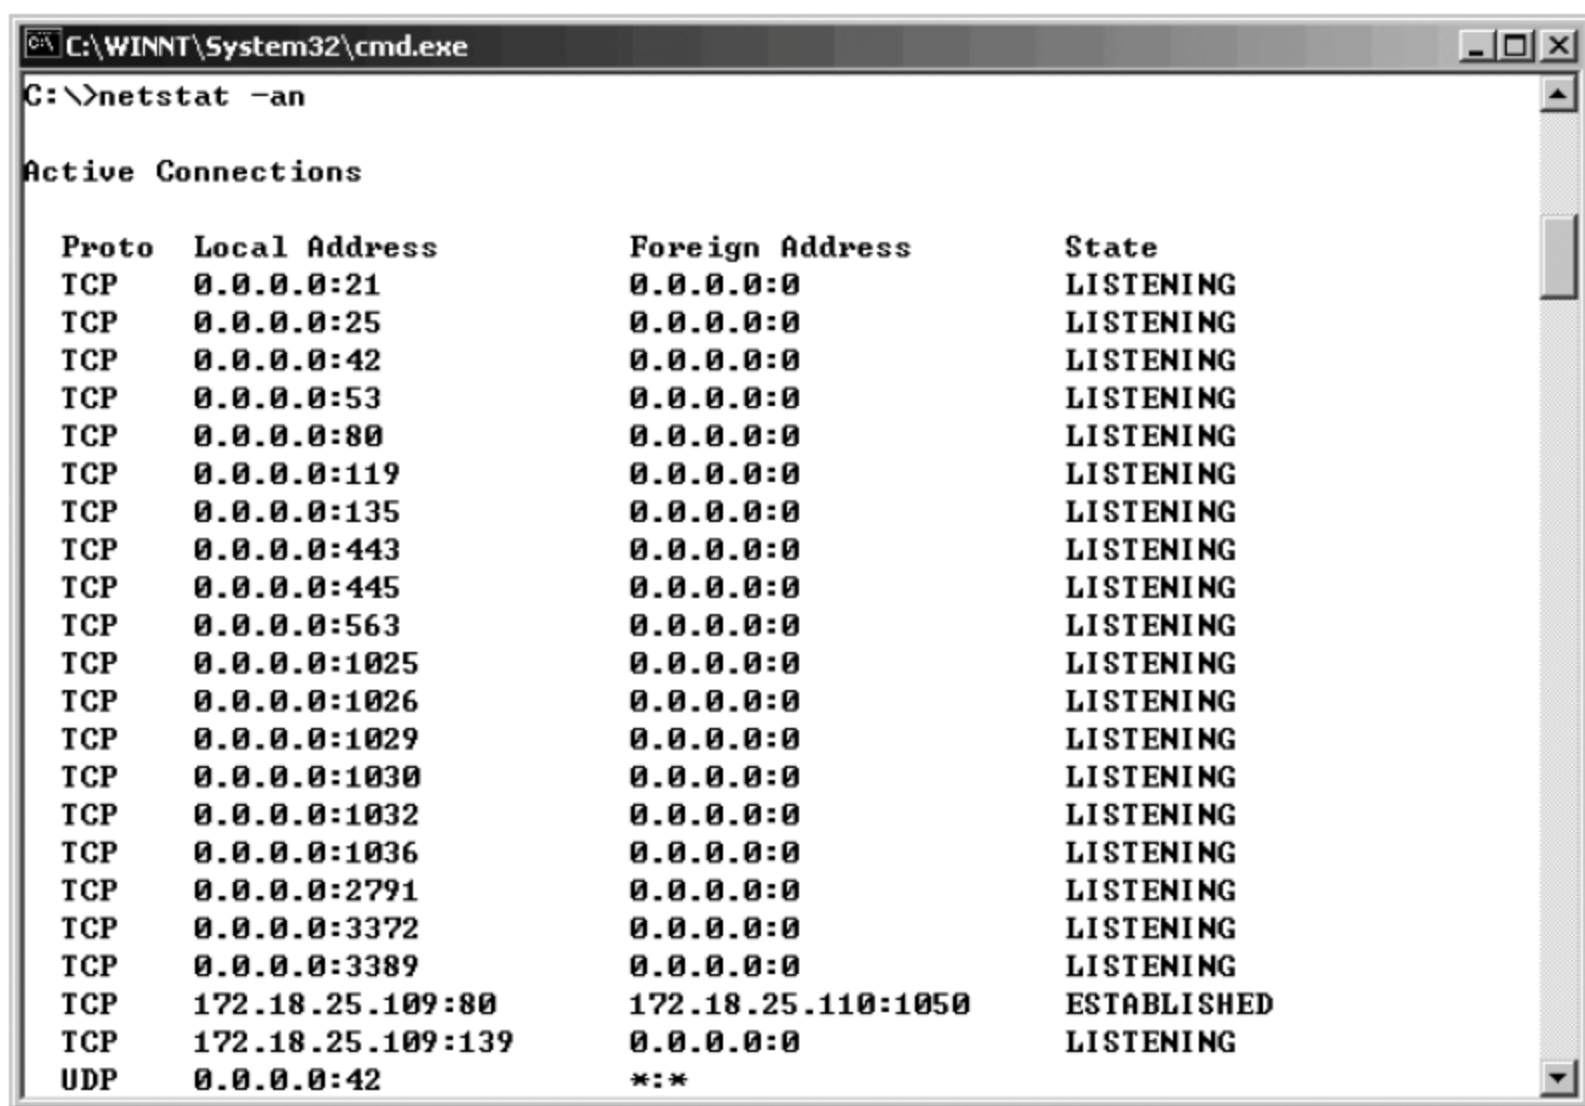 C:\WINNT\System32\cmd.exe
C:\>netstat -an
Active Connections
Proto  Local Address          Foreign Address        State
TCP    0.0.0.0:21             0.0.0.0:0              LISTENING
TCP    0.0.0.0:25             0.0.0.0:0              LISTENING
TCP    0.0.0.0:42             0.0.0.0:0              LISTENING
TCP    0.0.0.0:53             0.0.0.0:0              LISTENING
TCP    0.0.0.0:80             0.0.0.0:0              LISTENING
TCP    0.0.0.0:119            0.0.0.0:0              LISTENING
TCP    0.0.0.0:135            0.0.0.0:0              LISTENING
TCP    0.0.0.0:443            0.0.0.0:0              LISTENING
TCP    0.0.0.0:445            0.0.0.0:0              LISTENING
TCP    0.0.0.0:563            0.0.0.0:0              LISTENING
TCP    0.0.0.0:1025           0.0.0.0:0              LISTENING
TCP    0.0.0.0:1026           0.0.0.0:0              LISTENING
TCP    0.0.0.0:1029           0.0.0.0:0              LISTENING
TCP    0.0.0.0:1030           0.0.0.0:0              LISTENING
TCP    0.0.0.0:1032           0.0.0.0:0              LISTENING
TCP    0.0.0.0:1036           0.0.0.0:0              LISTENING
TCP    0.0.0.0:2791           0.0.0.0:0              LISTENING
TCP    0.0.0.0:3372           0.0.0.0:0              LISTENING
TCP    0.0.0.0:3389           0.0.0.0:0              LISTENING
TCP    172.18.25.109:80       172.18.25.110:1050     ESTABLISHED
TCP    172.18.25.109:139      0.0.0.0:0              LISTENING
UDP    0.0.0.0:42             *:*